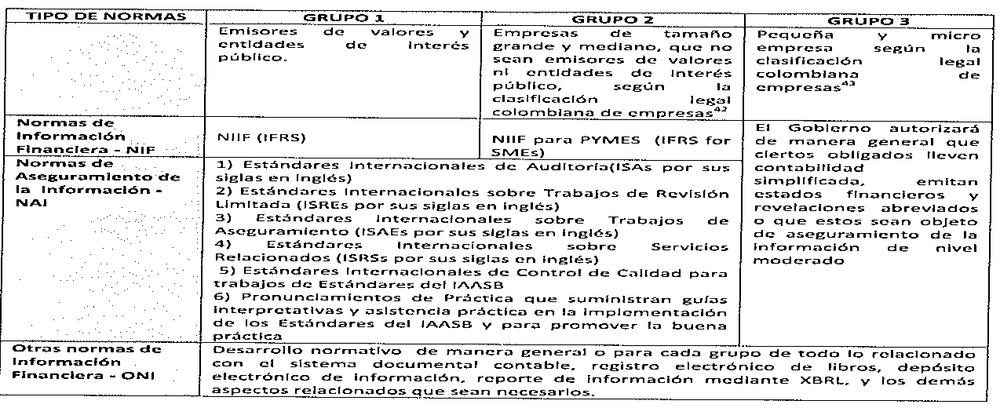 TIPO DE NORMAS
GRUPO 1
GRUPO 2
GRUPO 3
Emisores de valores y
entidades de interés
público.
Empresas de tamaño
grande y mediano, que no
sean emisores de valores
ni entidades de interés
público, según la
clasificación legal
colombiana de empresas⁴²
Pequeña y micro
empresa según la
clasificación legal
colombiana de
empresas⁴³
Normas de
Información
Financiera - NIF
NIIF (IFRS)
NIIF para PYMES (IFRS for
SMEs)
El Gobierno autorizará
de manera general que
ciertos obligados lleven
contabilidad
simplificada, emitan
estados financieros y
revelaciones abreviados
o que estos sean objeto
de aseguramiento de la
información de nivel
moderado
Normas de
Aseguramiento de
la Información -
NAI
1) Estándares Internacionales de Auditoría(ISAs por sus
siglas en inglés)
2) Estándares Internacionales sobre Trabajos de Revisión
Limitada (ISREs por sus siglas en inglés)
3) Estándares Internacionales sobre Trabajos de
Aseguramiento (ISAEs por sus siglas en inglés)
4) Estándares Internacionales sobre Servicios
Relacionados (ISRSs por sus siglas en inglés)
5) Estándares Internacionales de Control de Calidad para
trabajos de Estándares del IAASB
6) Pronunciamientos de Práctica que suministran guías
interpretativas y asistencia práctica en la implementación
de los Estándares del IAASB y para promover la buena
práctica
Otras normas de
Información
Financiera - ONI
Desarrollo normativo de manera general o para cada grupo de todo lo relacionado
con el sistema documental contable, registro electrónico de libros, depósito
electrónico de información, reporte de información mediante XBRL, y los demás
aspectos relacionados que sean necesarios.